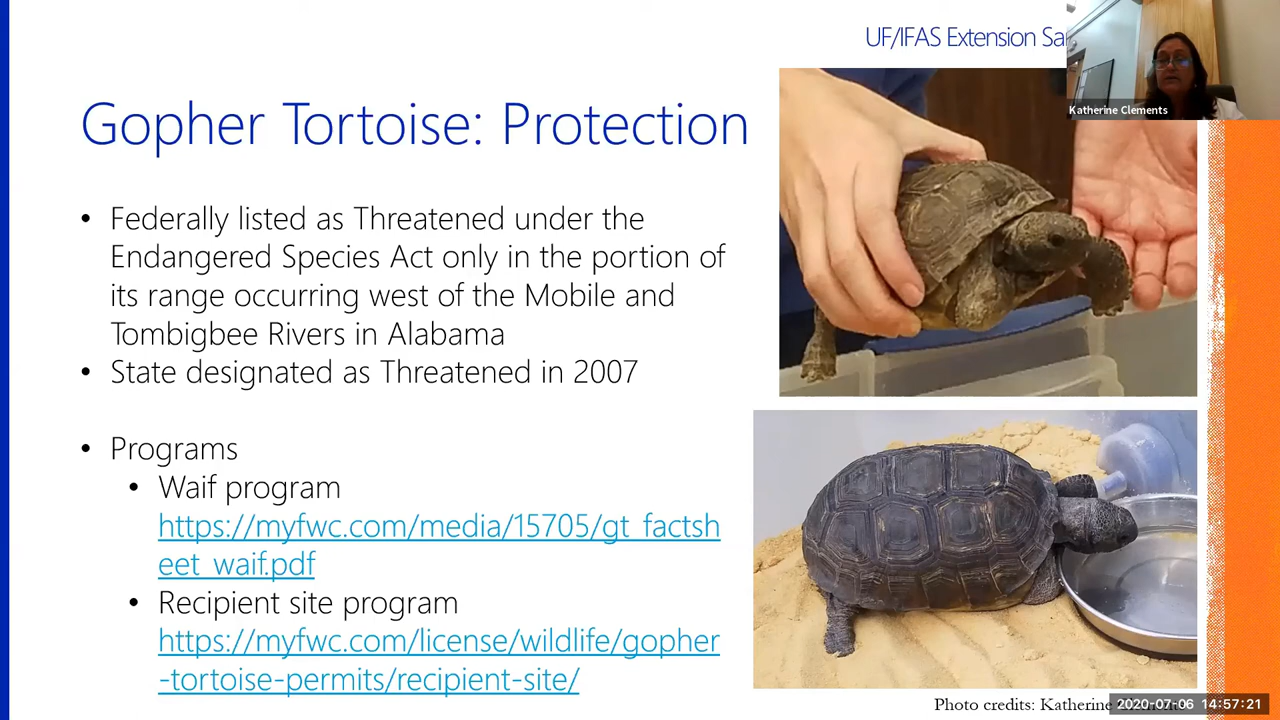 UF/IFAS Extension
Katherine Clements
Gopher Tortoise: Protection
• Federally listed as Threatened under the
Endangered Species Act only in the portion of
its range occurring west of the Mobile and
Tombigbee Rivers in Alabama
• State designated as Threatened in 2007
• Programs
• Waif program
https://myfwc.com/media/15705/gt_factsh
eet_waif.pdf
• Recipient site program
https://myfwc.com/license/wildlife/gopher
-tortoise-permits/recipient-site/
Photo credits: Katherine
2020-07-06 14:57:21